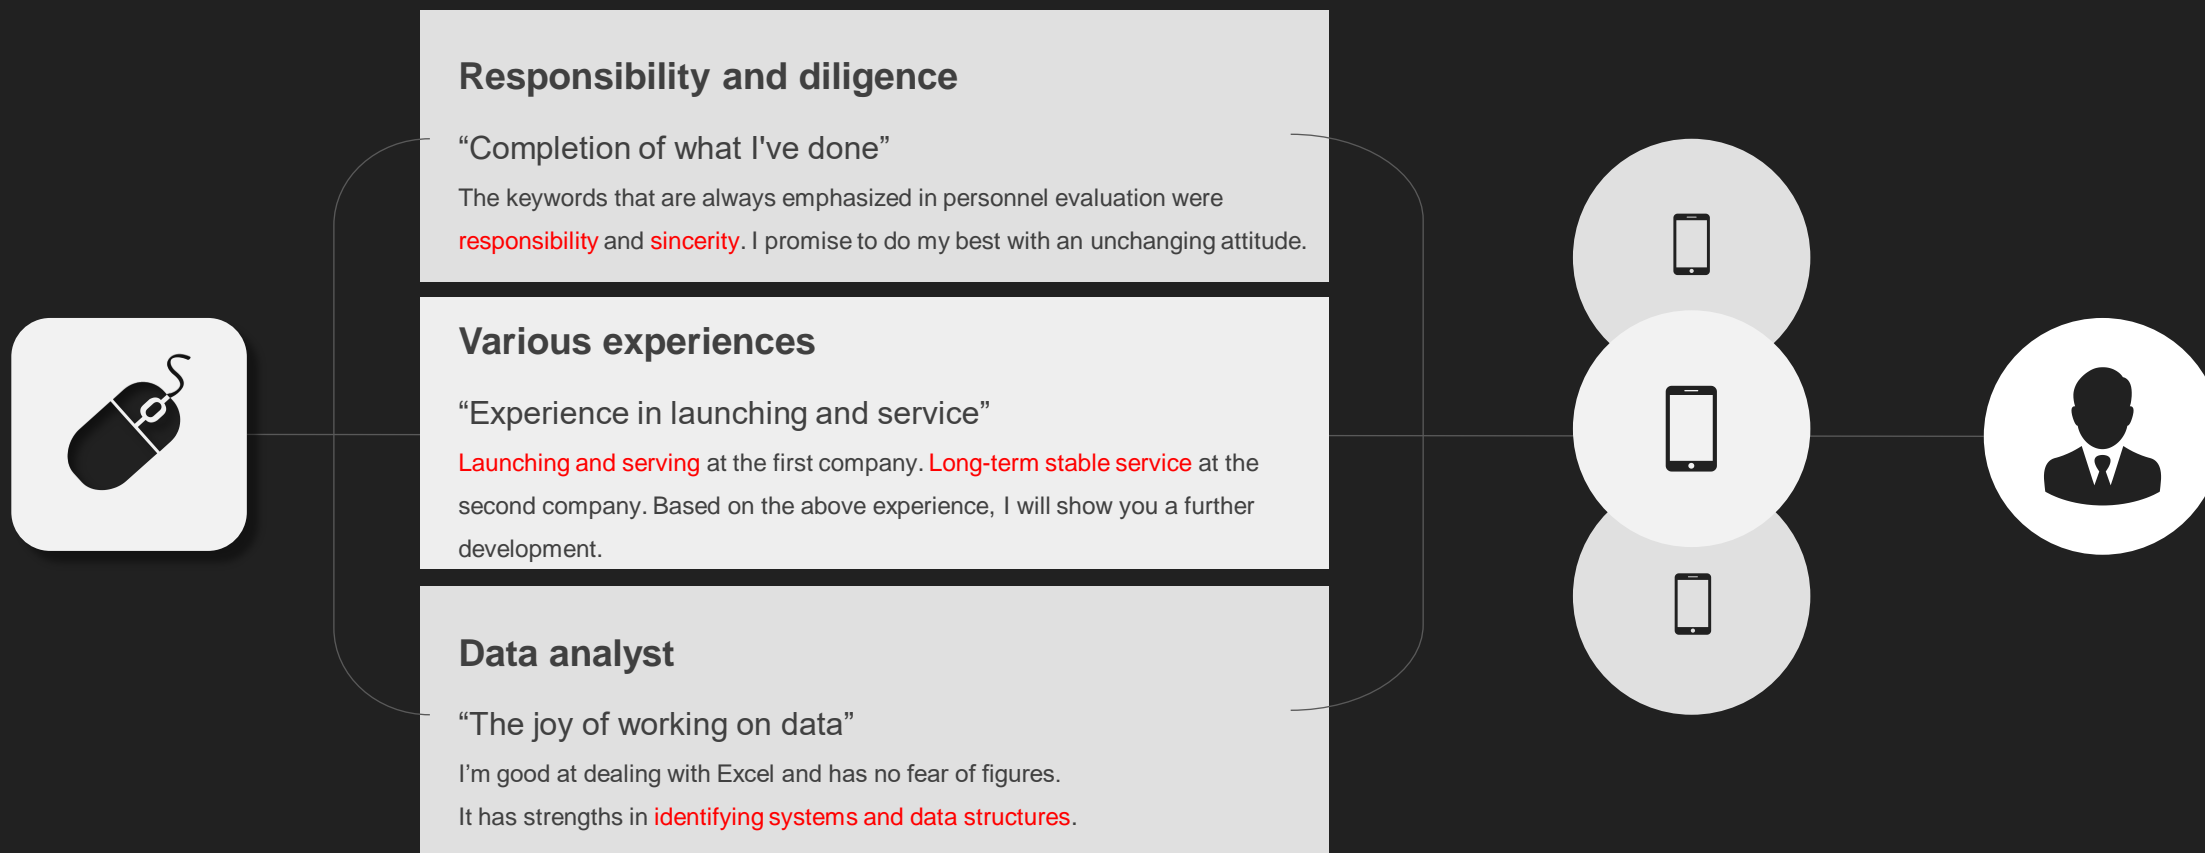 Responsibility and diligence
“Completion of what I've done”
The keywords that are always emphasized in personnel evaluation were
responsibility and sincerity. I promise to do my best with an unchanging attitude.
Various experiences
“Experience in launching and service”
Launching and serving at the first company. Long-term stable service at the
second company. Based on the above experience, I will show you a further
development.
Data analyst
“The joy of working on data”
I’m good at dealing with Excel and has no fear of figures.
It has strengths in identifying systems and data structures.